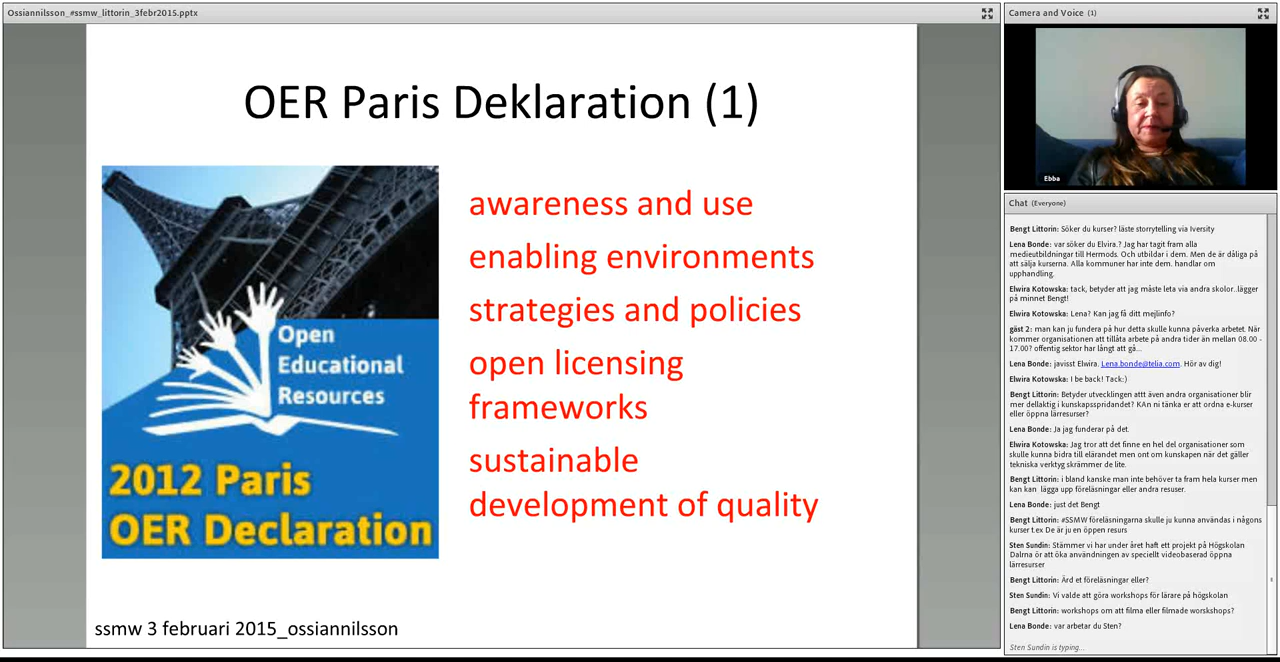 Ossiannilsson_#ssmw_littorin_3febr2015.pptx
OER Paris Deklaration (1)
Open
Educational
Resources
2012 Paris
OER Declaration
awareness and use
enabling environments
strategies and policies
open licensing
frameworks
sustainable
development of quality
ssmw 3 februari 2015_ossiannilsson
Camera and Voice (1)
Ebba
Chat (Everyone)
Bengt Littorin: Söker du kurser? läste storrytelling via Iversity
Lena Bonde: var söker du Elvira.? Jag har tagit fram alla
medieutbildningar till Hermods. Och utbildar i dem. Men de är dåliga på
att sälja kurserna. Alla kommuner har inte dem. handlar om
upphandling.
Elwira Kotowska: tack, betyder att jag måste leta via andra skolor..lägger
på minnet Bengt!
Elwira Kotowska: Lena? Kan jag få ditt mejlinfo?
gäst 2: man kan ju fundera på hur detta skulle kunna påverka arbetet. När
kommer organisationen att tillåta arbete på andra tider än mellan 08.00 -
17.00? offentlig sektor har långt att gå...
Lena Bonde: javisst Elwira. Lena.bonde@telia.com. Hör av dig!
Elwira Kotowska: I be back! Tack:)
Bengt Littorin: Betyder utvecklingen attt även andra organisationer blir
mer dellaktig i kunskapsspridandet? KAn ni tänka er att ordna e-kurser
eller öppna lärresurser?
Lena Bonde: Ja jag funderar på det.
Elwira Kotowska: Jag tror att det finne en hel del organisationer som
skulle kunna bidra till elärandet men ont om kunskapen när det gäller
tekniska verktyg skrämmer de lite.
Bengt Littorin: i bland kanske man inte behöver ta fram hela kurser men
kan kan lägga upp föreläsningar eller andra resuser.
Lena Bonde: just det Bengt
Bengt Littorin: #SSMW föreläsningarna skulle ju kunna användas i någons
kurser t.ex De är ju en öppen resurs
Sten Sundin: Stämmer vi har under året haft ett projekt på Högskolan
Dalrna ör att öka användningen av speciellt videobaserad öppna
lärresurser
Bengt Littorin: Ärd et föreläsningar eller?
Sten Sundin: Vi valde att göra workshops för lärare på högskolan
Bengt Littorin: workshops om att filma eller filmade worskshops?
Lena Bonde: var arbetar du Sten?
Sten Sundin is typing...